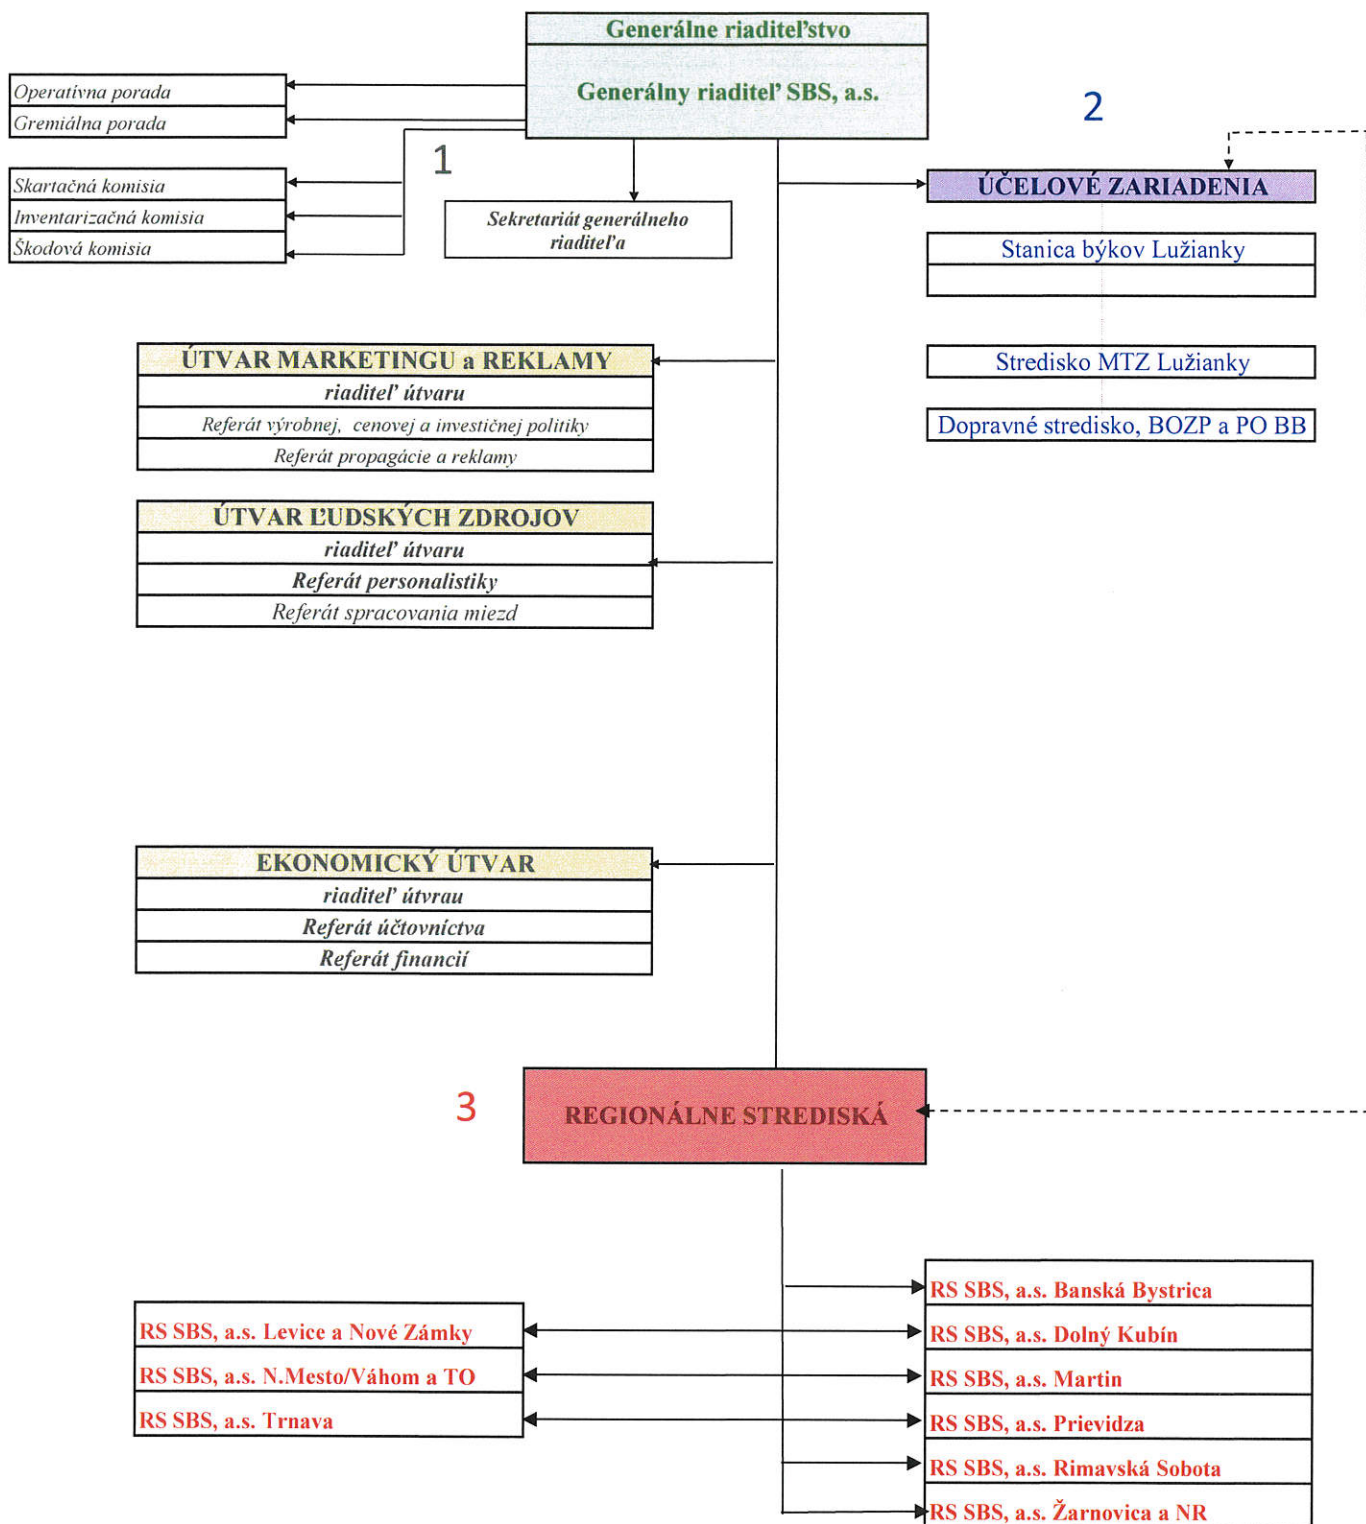 Generálne riaditeľstvo
Generálny riaditeľ SBS, a.s.
Operatívna porada
Gremiálna porada
1
Skartačná komisia
Inventarizačná komisia
Škodová komisia
Sekretariát generálneho
riaditeľa
2
ÚČELOVÉ ZARIADENIA
Stanica býkov Lužianky
Stredisko MTZ Lužianky
Dopravné stredisko, BOZP a PO BB
ÚTVAR MARKETINGU a REKLAMY
riaditeľ útvaru
Referát výrobnej, cenovej a investičnej politiky
Referát propagácie a reklamy
ÚTVAR ĽUDSKÝCH ZDROJOV
riaditeľ útvaru
Referát personalistiky
Referát spracovania miezd
EKONOMICKÝ ÚTVAR
riaditeľ útvrau
Referát účtovníctva
Referát financií
3
REGIONÁLNE STREDISKÁ
RS SBS, a.s. Levice a Nové Zámky
RS SBS, a.s. N.Mesto/Váhom a TO
RS SBS, a.s. Trnava
RS SBS, a.s. Banská Bystrica
RS SBS, a.s. Dolný Kubín
RS SBS, a.s. Martin
RS SBS, a.s. Prievidza
RS SBS, a.s. Rimavská Sobota
RS SBS, a.s. Žarnovica a NR